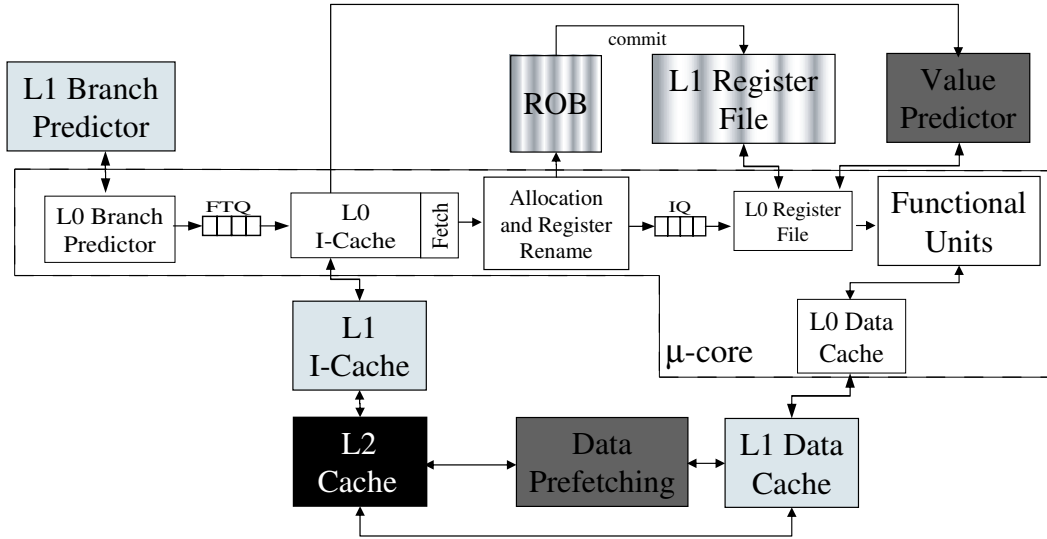 commit
L1 Branch
Predictor
ROB
L1 Register
File
Value
Predictor
L0 Branch
Predictor
FTQ
L0
I-Cache
Fetch
Allocation
and Register
Rename
IQ
L0 Register
File
Functional
Units
L1
I-Cache
µ-core
L0 Data
Cache
L2
Cache
Data
Prefetching
L1 Data
Cache